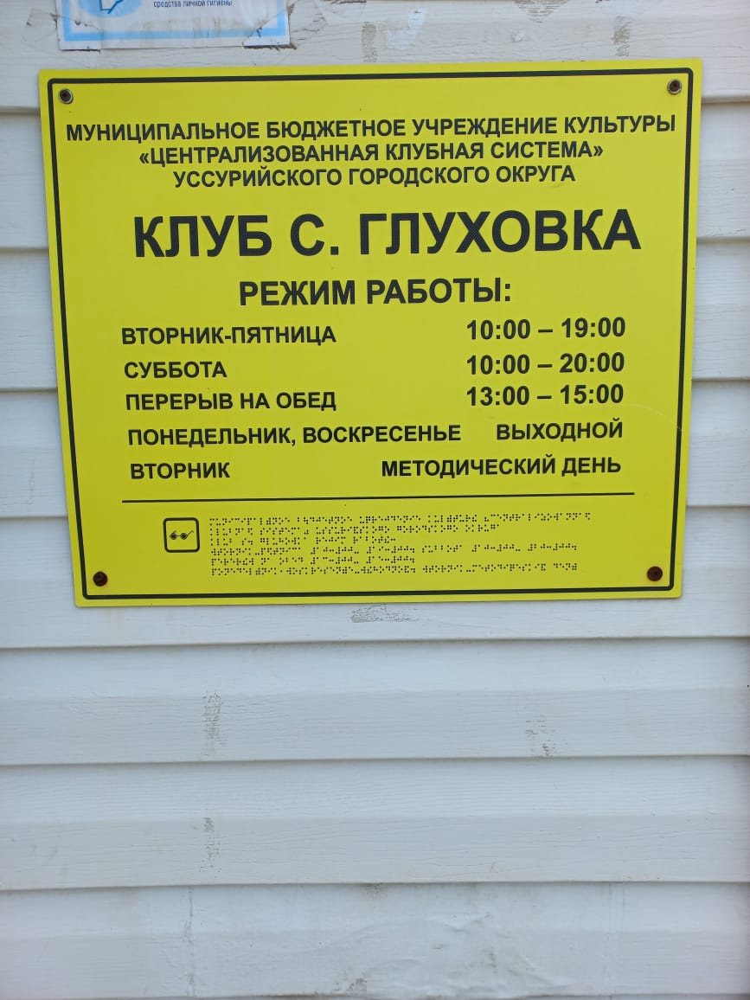 средства личной гигиены
МУНИЦИПАЛЬНОЕ БЮДЖЕТНОЕ УЧРЕЖДЕНИЕ КУЛЬТУРЫ
«ЦЕНТРАЛИЗОВАННАЯ КЛУБНАЯ СИСТЕМА»
УССУРИЙСКОГО ГОРОДСКОГО ОКРУГА
КЛУБ С. ГЛУХОВКА
РЕЖИМ РАБОТЫ:
ВТОРНИК-ПЯТНИЦА 10:00 – 19:00
СУББОТА 10:00 – 20:00
ПЕРЕРЫВ НА ОБЕД 13:00 – 15:00
ПОНЕДЕЛЬНИК, ВОСКРЕСЕНЬЕ ВЫХОДНОЙ
ВТОРНИК МЕТОДИЧЕСКИЙ ДЕНЬ